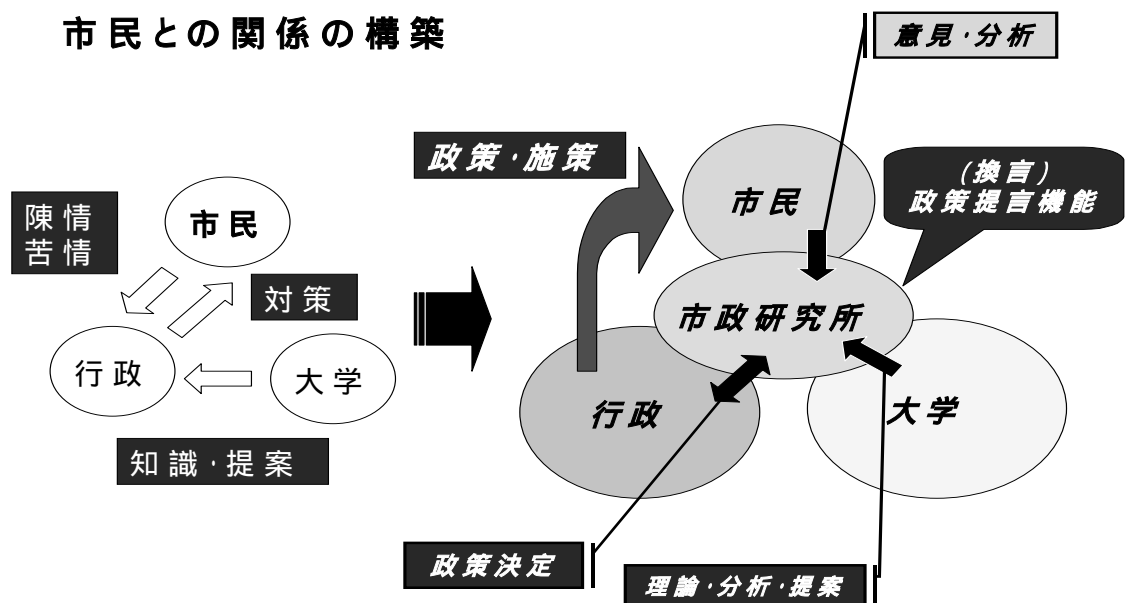 市民との関係の構築
意見・分析
政策・施策
市民
(換言)
政策提言機能
陳情
苦情
市民
対策
市政研究所
行政
大学
行政
大学
知識・提案
政策決定
理論・分析・提案